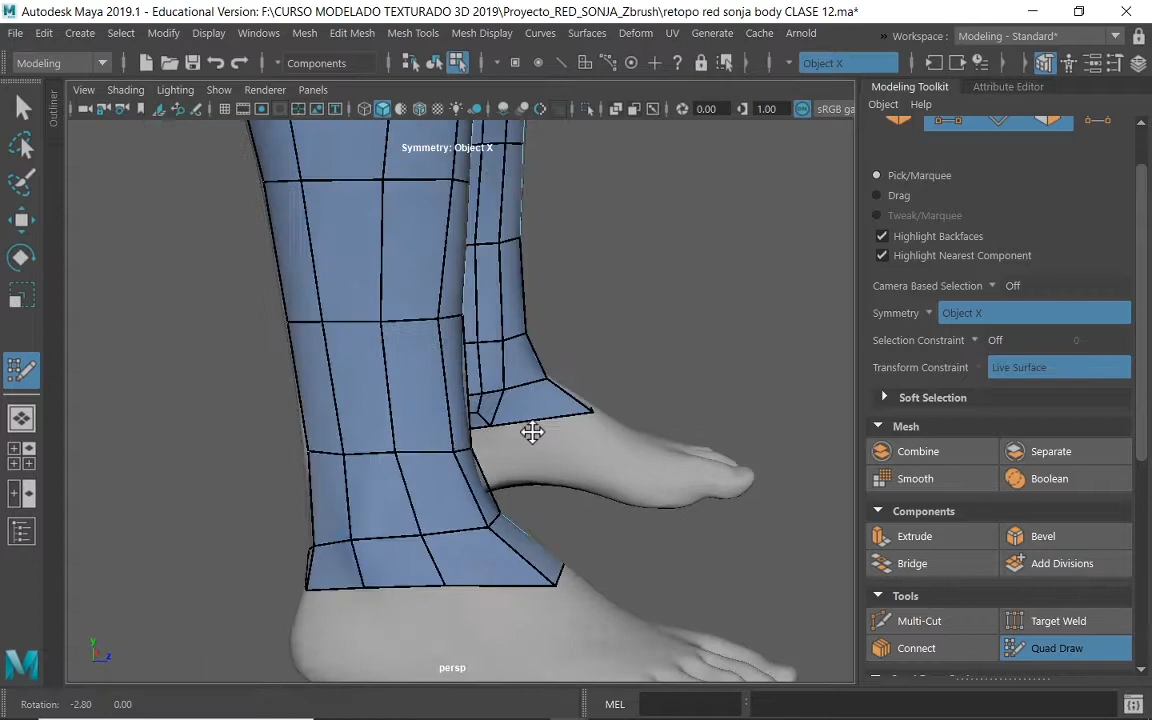 Autodesk Maya 2019.1 - Educational Version: F:\CURSO MODELADO TEXTURADO 3D 2019\Proyecto_RED_SONJA_Zbrush\retopo red sonja body CLASE 12.ma*
File Edit Create Select Modify Display Windows Mesh Edit Mesh Mesh Tools Mesh Display Curves Surfaces Deform UV Generate Cache Arnold » Workspace : Modeling - Standard*
Modeling Components Object X
View Shading Lighting Show Renderer Panels
0.00 1.00 sRGB ga
Outliner
Symmetry: Object X
persp
y
z
Modeling Toolkit Attribute Editor
Object Help
Pick/Marquee
Drag
Tweak/Marquee
Highlight Backfaces
Highlight Nearest Component
Camera Based Selection Off
Symmetry Object X
Selection Constraint Off 0
Transform Constraint Live Surface
Soft Selection
Mesh
Combine Separate
Smooth Boolean
Components
Extrude Bevel
Bridge Add Divisions
Tools
Multi-Cut Target Weld
Connect Quad Draw
Rotation: -2.80 0.00 MEL